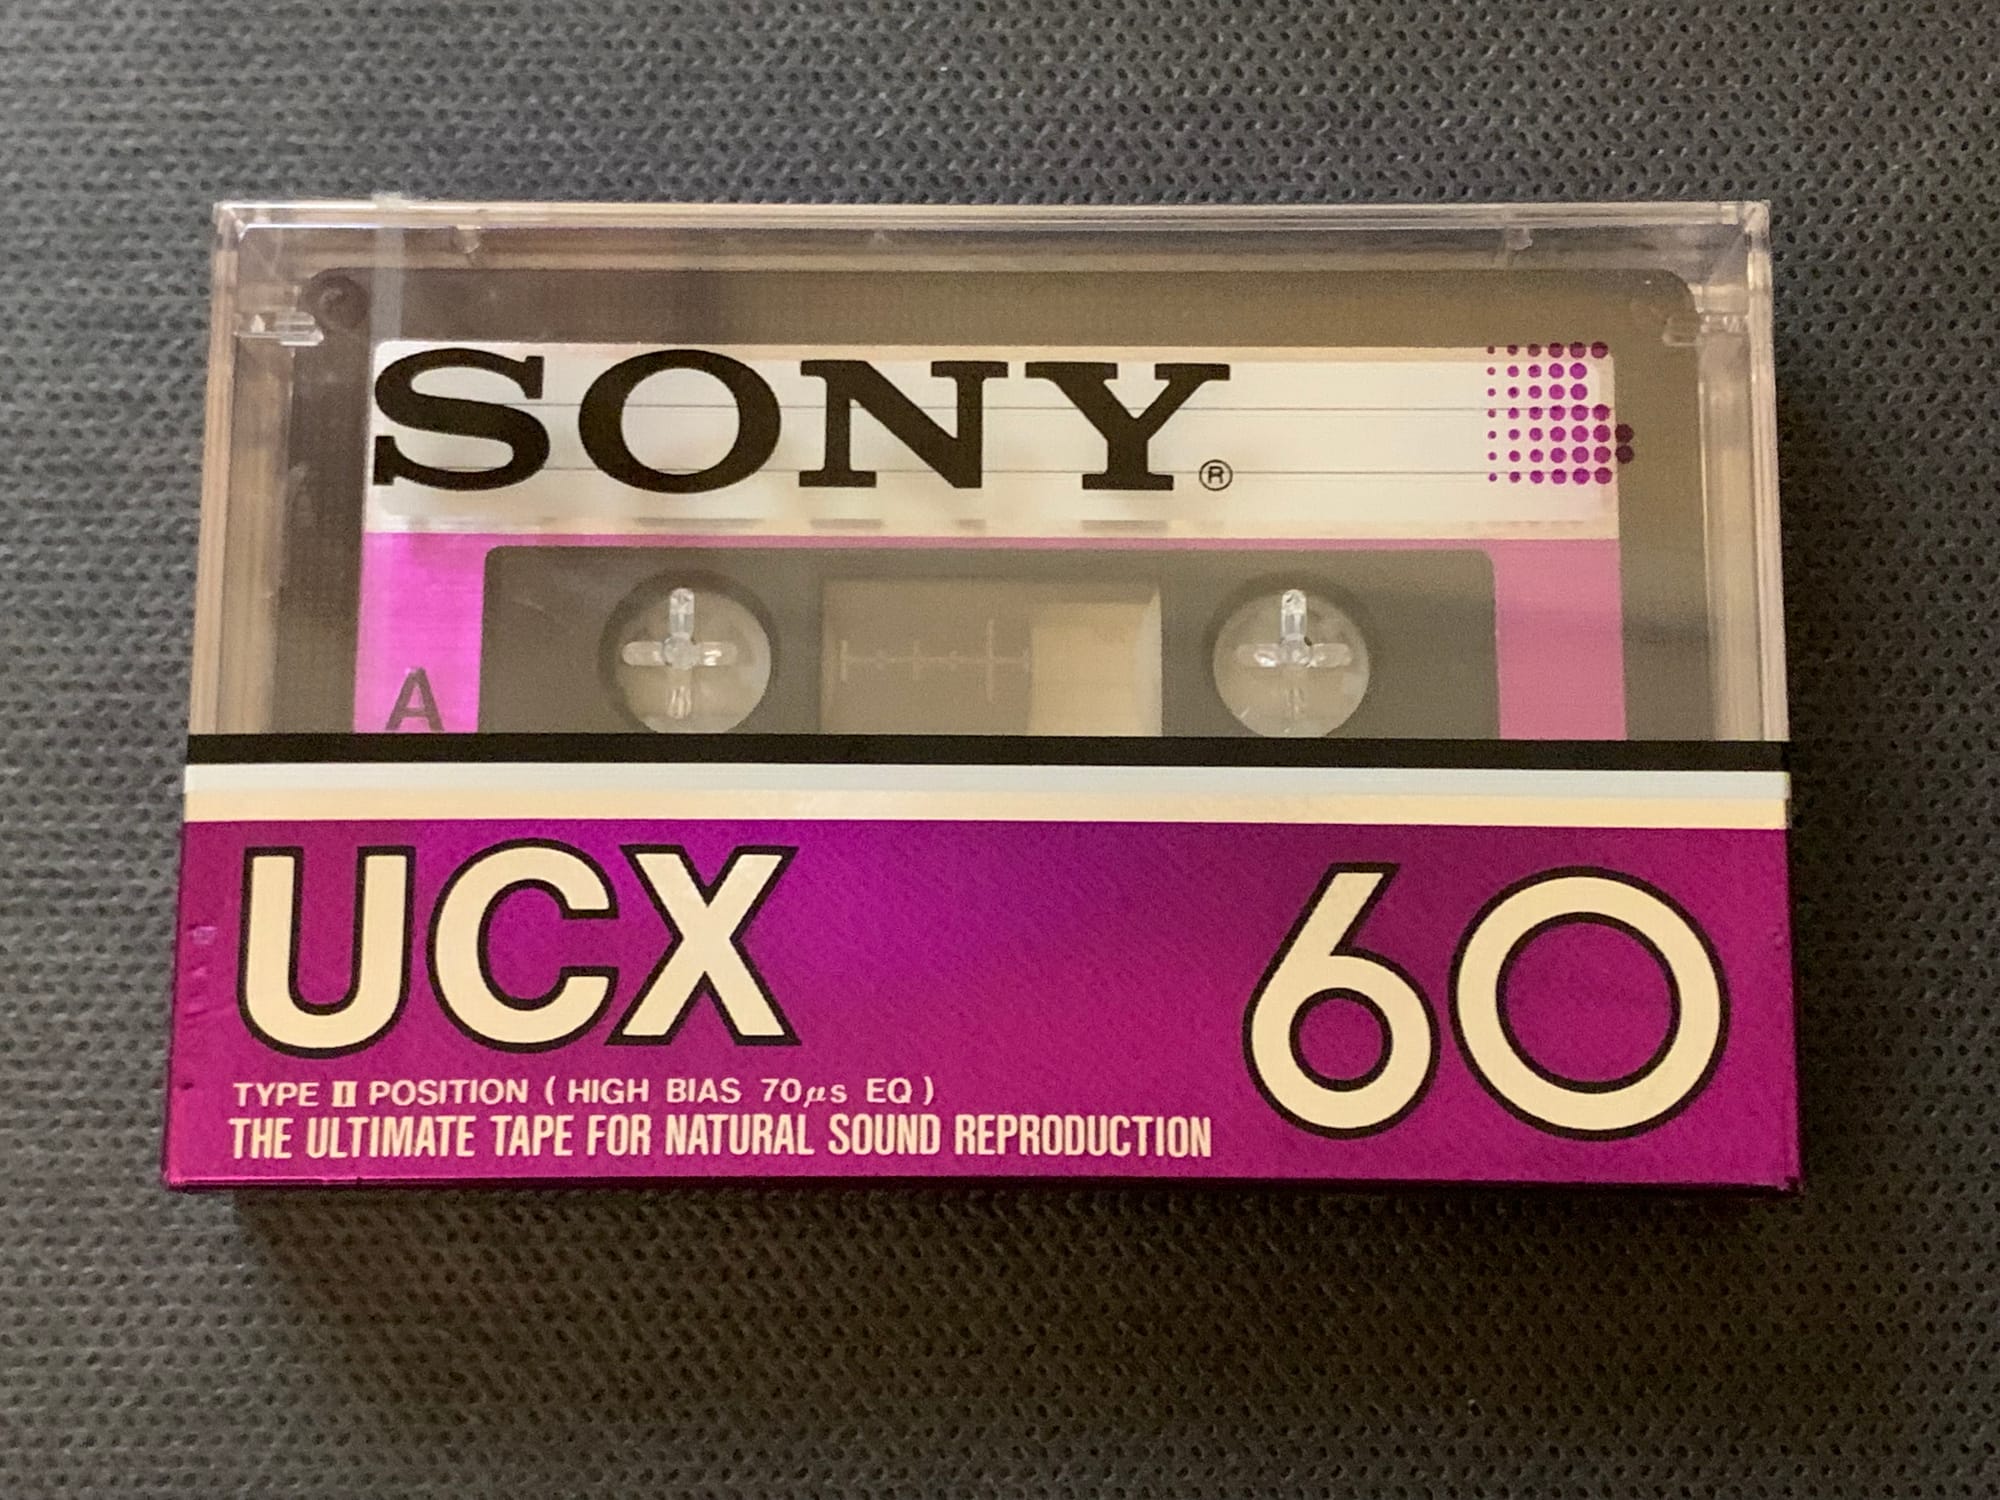 SONY®
A
UCX 60
TYPE II POSITION (HIGH BIAS 70μs EQ)
THE ULTIMATE TAPE FOR NATURAL SOUND REPRODUCTION